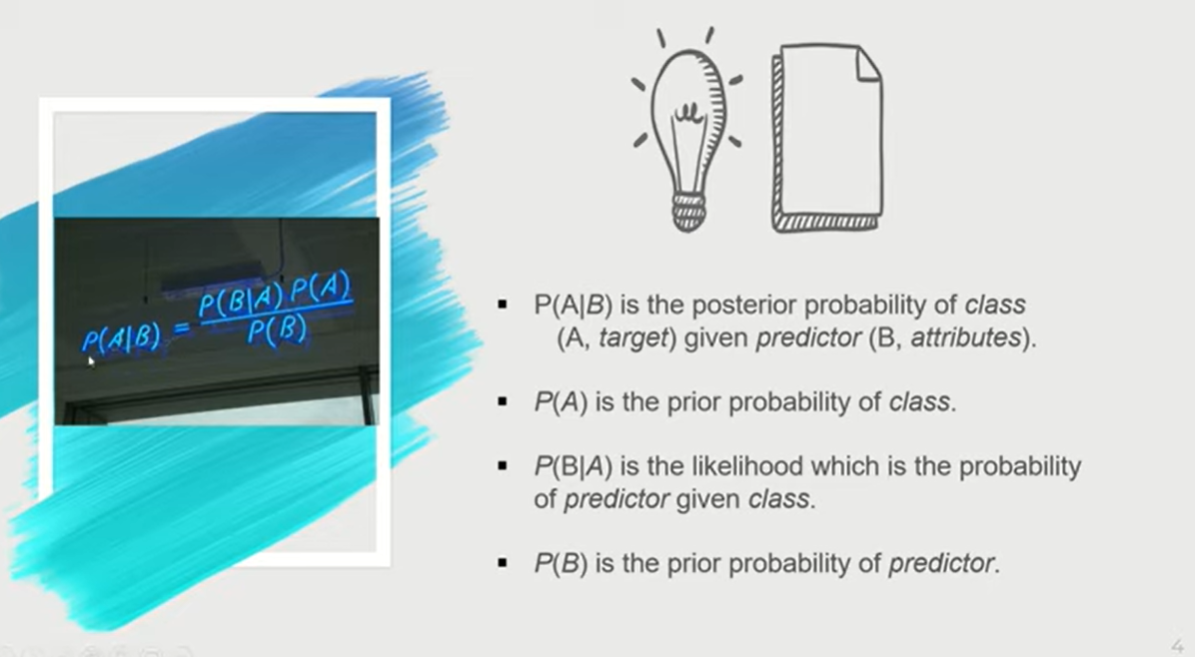 P(A|B) = P(B|A) P(A)
P(B)
▪ P(A|B) is the posterior probability of class
(A, target) given predictor (B, attributes).
▪ P(A) is the prior probability of class.
▪ P(B|A) is the likelihood which is the probability
of predictor given class.
▪ P(B) is the prior probability of predictor.
4